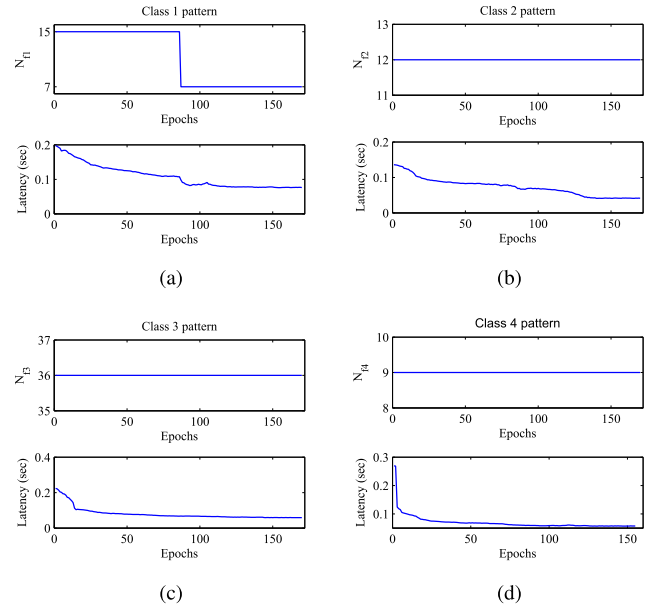 Class 1 pattern
15
7
N_f1
0 50 100 150
Epochs
0.2
0.1
0
Latency (sec)
0 50 100 150
Epochs
(a)
Class 2 pattern
13
12
11
N_f2
0 50 100 150
Epochs
0.2
0.1
0
Latency (sec)
0 50 100 150
Epochs
(b)
Class 3 pattern
37
36
35
N_f3
0 50 100 150
Epochs
0.4
0.2
0
Latency (sec)
0 50 100 150
Epochs
(c)
Class 4 pattern
10
9
8
N_f4
0 50 100 150
Epochs
0.3
0.2
0.1
Latency (sec)
0 50 100 150
Epochs
(d)